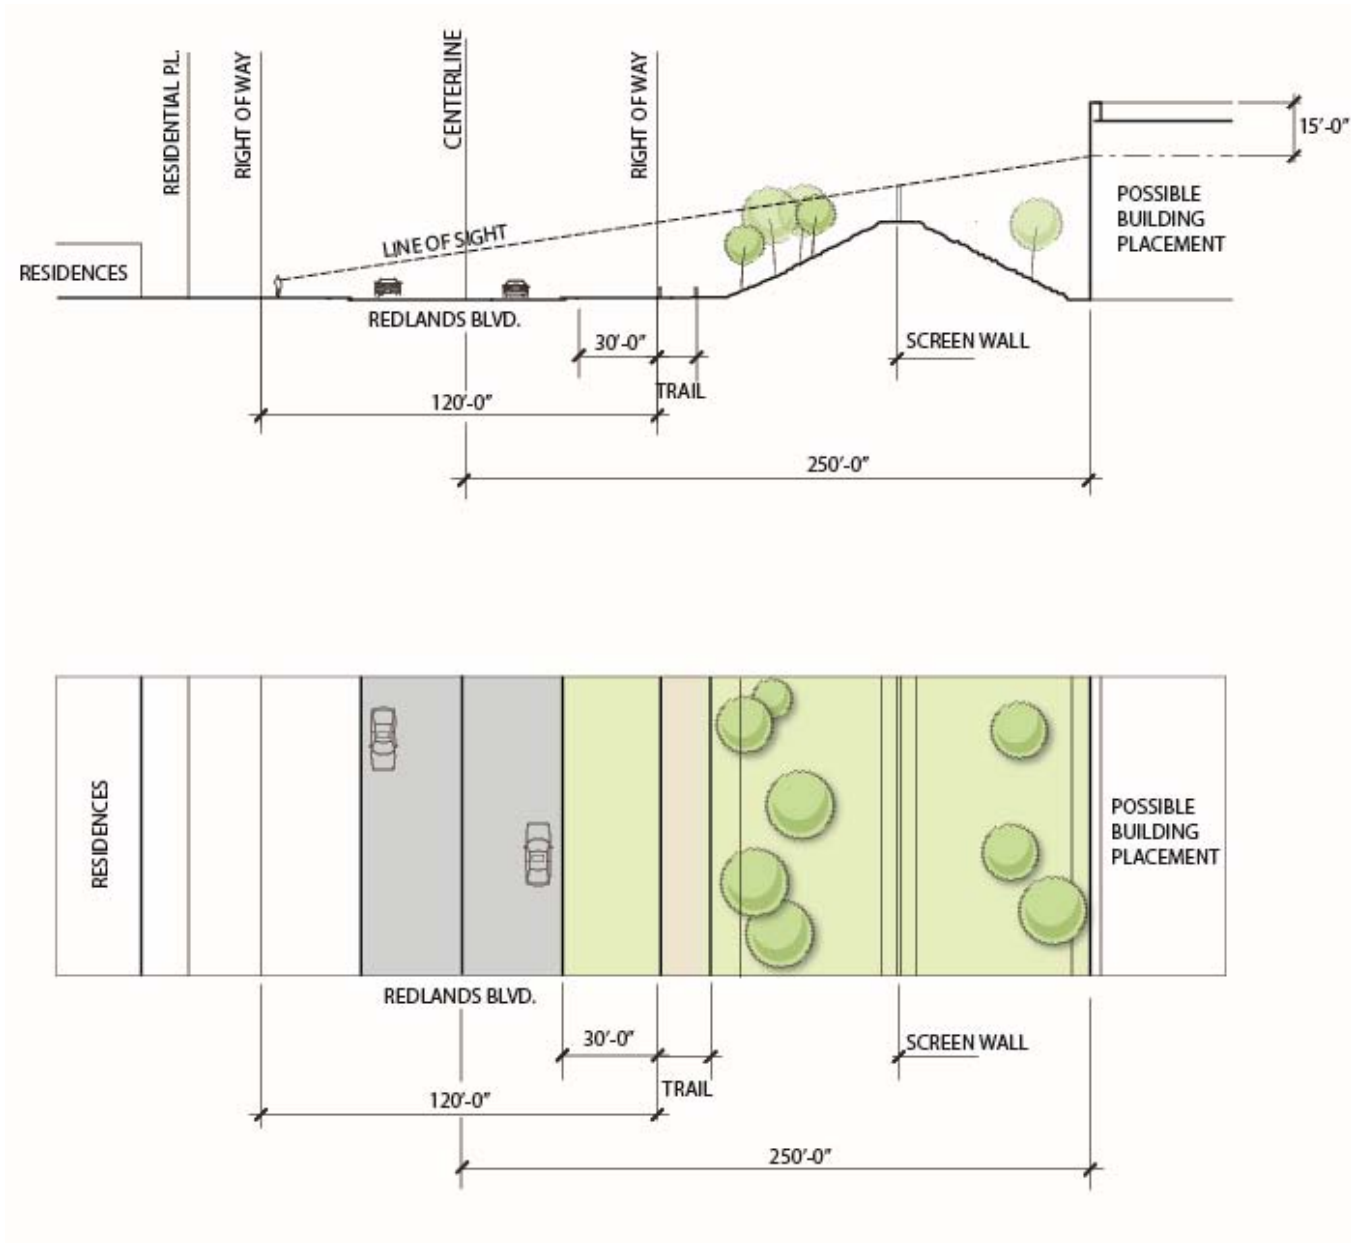 RESIDENTIAL P.L.
RIGHT OF WAY
CENTERLINE
RIGHT OF WAY
15'-0"
POSSIBLE
BUILDING
PLACEMENT
LINE OF SIGHT
RESIDENCES
REDLANDS BLVD.
30'-0"
SCREEN WALL
TRAIL
120'-0"
250'-0"
RESIDENCES
POSSIBLE
BUILDING
PLACEMENT
REDLANDS BLVD.
30'-0"
SCREEN WALL
TRAIL
120'-0"
250'-0"